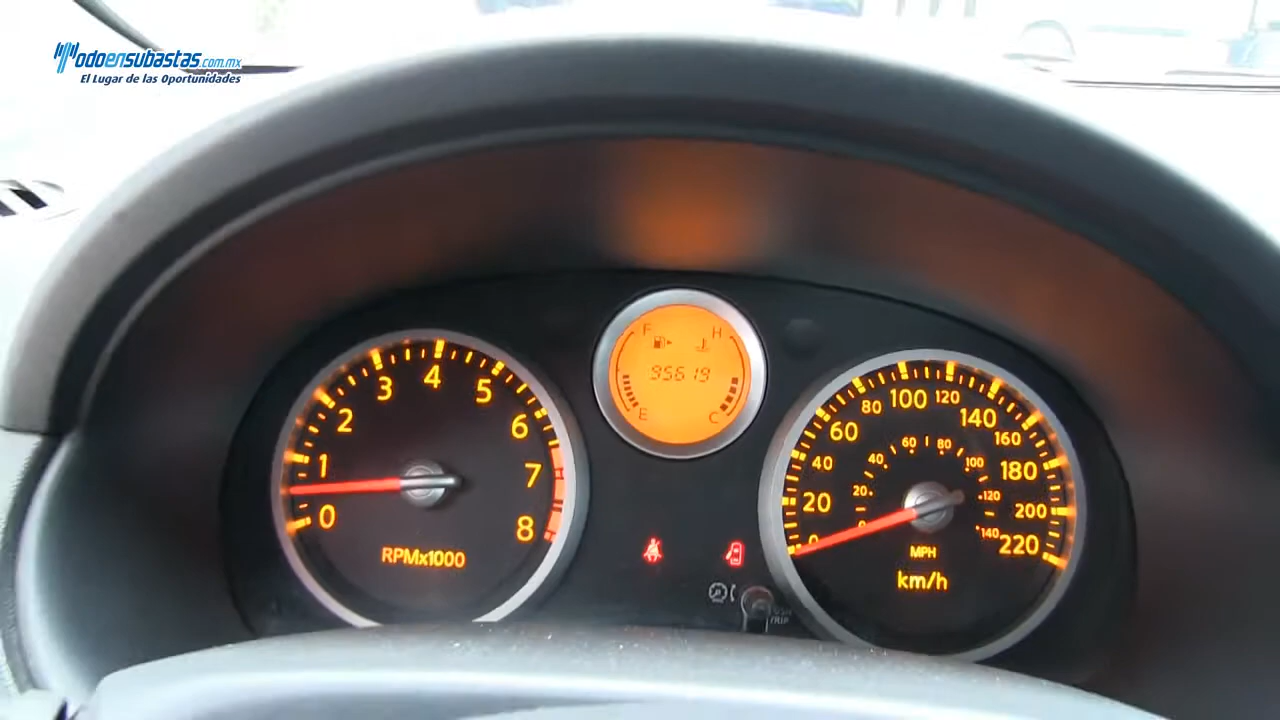 Todoensubastas.com.mx
El Lugar de las Oportunidades
F H
95619
E C
0 1 2 3 4 5 6 7 8
RPMx1000
0 20 40 60 80 100 120 140 160 180 200 220
20 40 60 80 100 120 140
MPH
km/h
TRIP